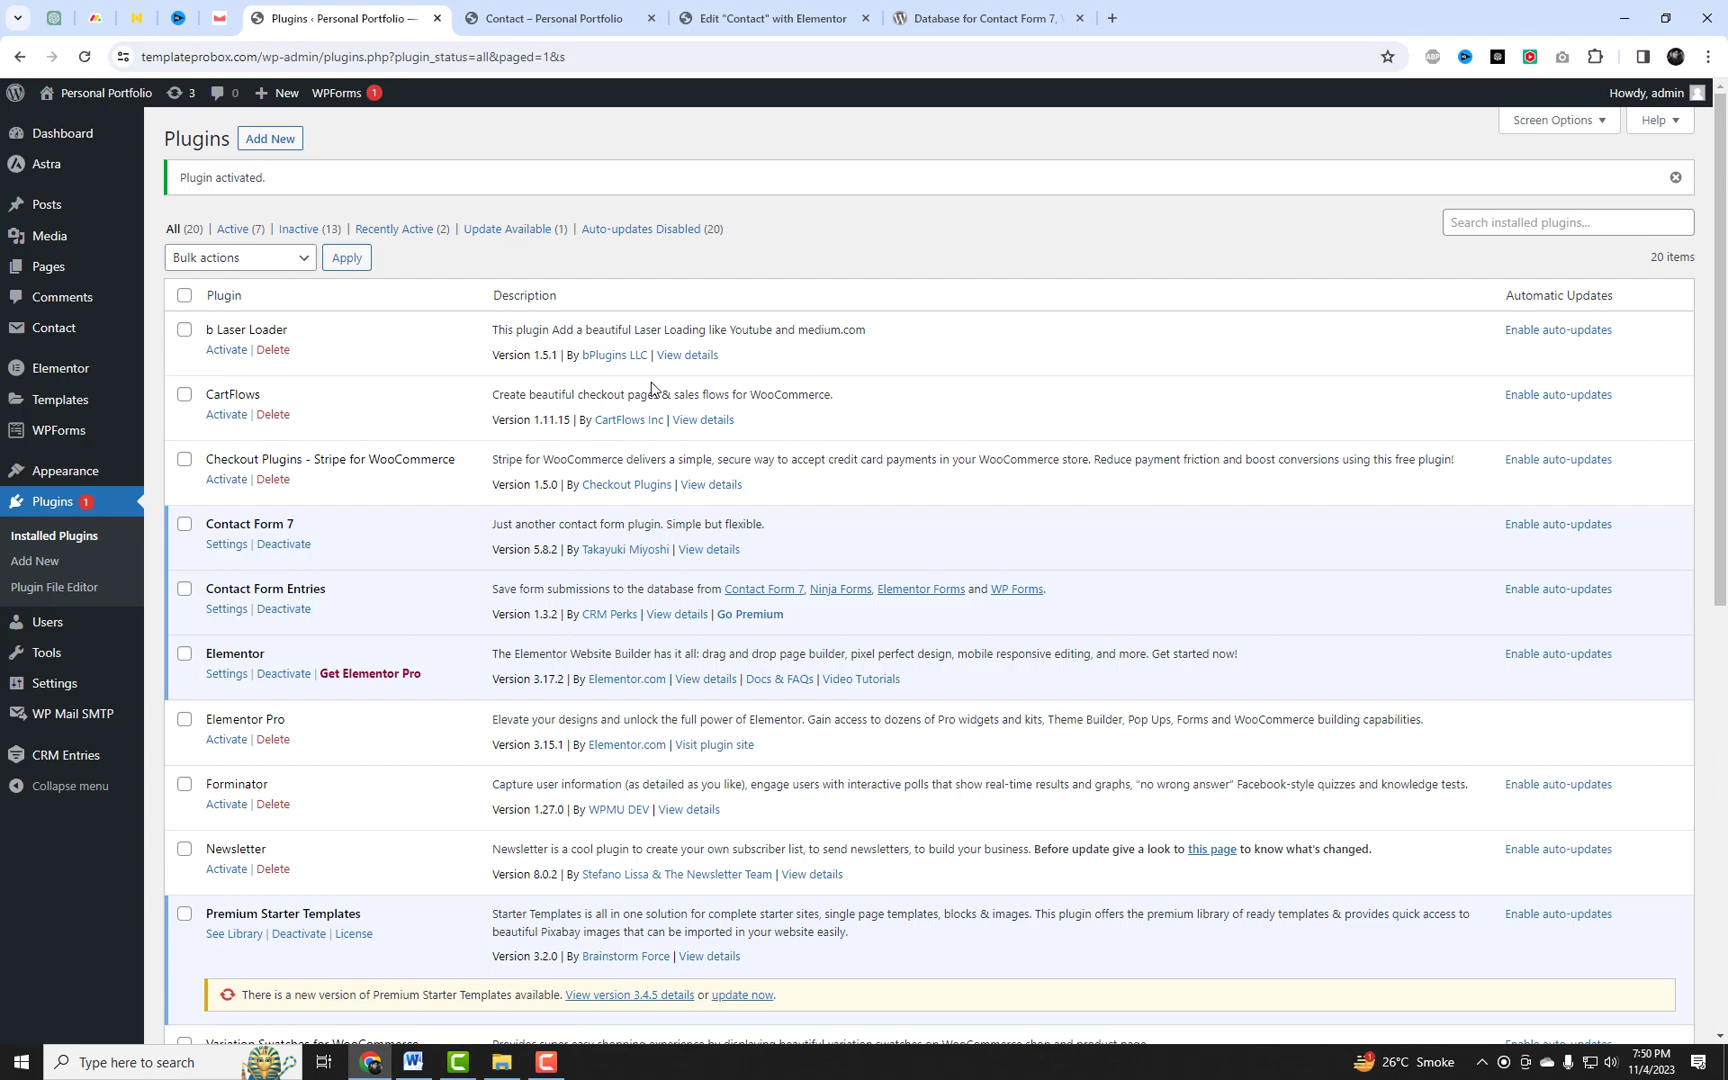 Plugins ‹ Personal Portfolio —
Contact – Personal Portfolio
Edit "Contact" with Elementor
Database for Contact Form 7,
templateprobox.com/wp-admin/plugins.php?plugin_status=all&paged=1&s
Personal Portfolio
3
0
New
WPForms 1
Howdy, admin
Dashboard
Astra
Posts
Media
Pages
Comments
Contact
Elementor
Templates
WPForms
Appearance
Plugins 1
Installed Plugins
Add New
Plugin File Editor
Users
Tools
Settings
WP Mail SMTP
CRM Entries
Collapse menu
Screen Options ▼
Help ▼
Plugins Add New
Plugin activated.
All (20) | Active (7) | Inactive (13) | Recently Active (2) | Update Available (1) | Auto-updates Disabled (20)
Search installed plugins...
Bulk actions Apply
20 items
Plugin Description Automatic Updates
b Laser Loader
Activate | Delete
This plugin Add a beautiful Laser Loading like Youtube and medium.com
Version 1.5.1 | By bPlugins LLC | View details
Enable auto-updates
CartFlows
Activate | Delete
Create beautiful checkout pages & sales flows for WooCommerce.
Version 1.11.15 | By CartFlows Inc | View details
Enable auto-updates
Checkout Plugins - Stripe for WooCommerce
Activate | Delete
Stripe for WooCommerce delivers a simple, secure way to accept credit card payments in your WooCommerce store. Reduce payment friction and boost conversions using this free plugin!
Version 1.5.0 | By Checkout Plugins | View details
Enable auto-updates
Contact Form 7
Settings | Deactivate
Just another contact form plugin. Simple but flexible.
Version 5.8.2 | By Takayuki Miyoshi | View details
Enable auto-updates
Contact Form Entries
Settings | Deactivate
Save form submissions to the database from Contact Form 7, Ninja Forms, Elementor Forms and WP Forms.
Version 1.3.2 | By CRM Perks | View details | Go Premium
Enable auto-updates
Elementor
Settings | Deactivate | Get Elementor Pro
The Elementor Website Builder has it all: drag and drop page builder, pixel perfect design, mobile responsive editing, and more. Get started now!
Version 3.17.2 | By Elementor.com | View details | Docs & FAQs | Video Tutorials
Enable auto-updates
Elementor Pro
Activate | Delete
Elevate your designs and unlock the full power of Elementor. Gain access to dozens of Pro widgets and kits, Theme Builder, Pop Ups, Forms and WooCommerce building capabilities.
Version 3.15.1 | By Elementor.com | Visit plugin site
Forminator
Activate | Delete
Capture user information (as detailed as you like), engage users with interactive polls that show real-time results and graphs, “no wrong answer” Facebook-style quizzes and knowledge tests.
Version 1.27.0 | By WPMU DEV | View details
Enable auto-updates
Newsletter
Activate | Delete
Newsletter is a cool plugin to create your own subscriber list, to send newsletters, to build your business. Before update give a look to this page to know what's changed.
Version 8.0.2 | By Stefano Lissa & The Newsletter Team | View details
Enable auto-updates
Premium Starter Templates
See Library | Deactivate | License
Starter Templates is all in one solution for complete starter sites, single page templates, blocks & images. This plugin offers the premium library of ready templates & provides quick access to
beautiful Pixabay images that can be imported in your website easily.
Version 3.2.0 | By Brainstorm Force | View details
Enable auto-updates
There is a new version of Premium Starter Templates available. View version 3.4.5 details or update now.
Type here to search
26°C Smoke
7:50 PM
11/4/2023